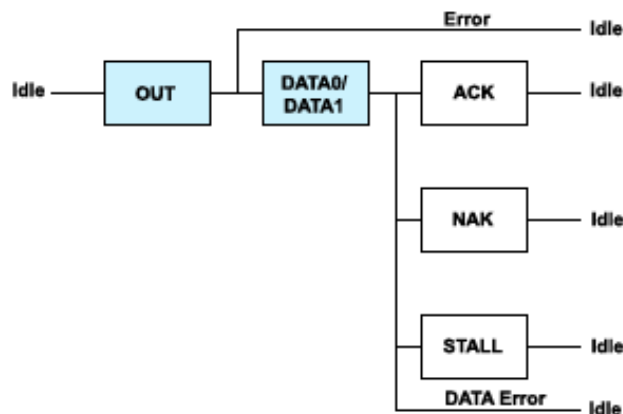 Error
Idle
Idle
OUT
DATA0/
DATA1
ACK
Idle
NAK
Idle
STALL
Idle
DATA Error
Idle